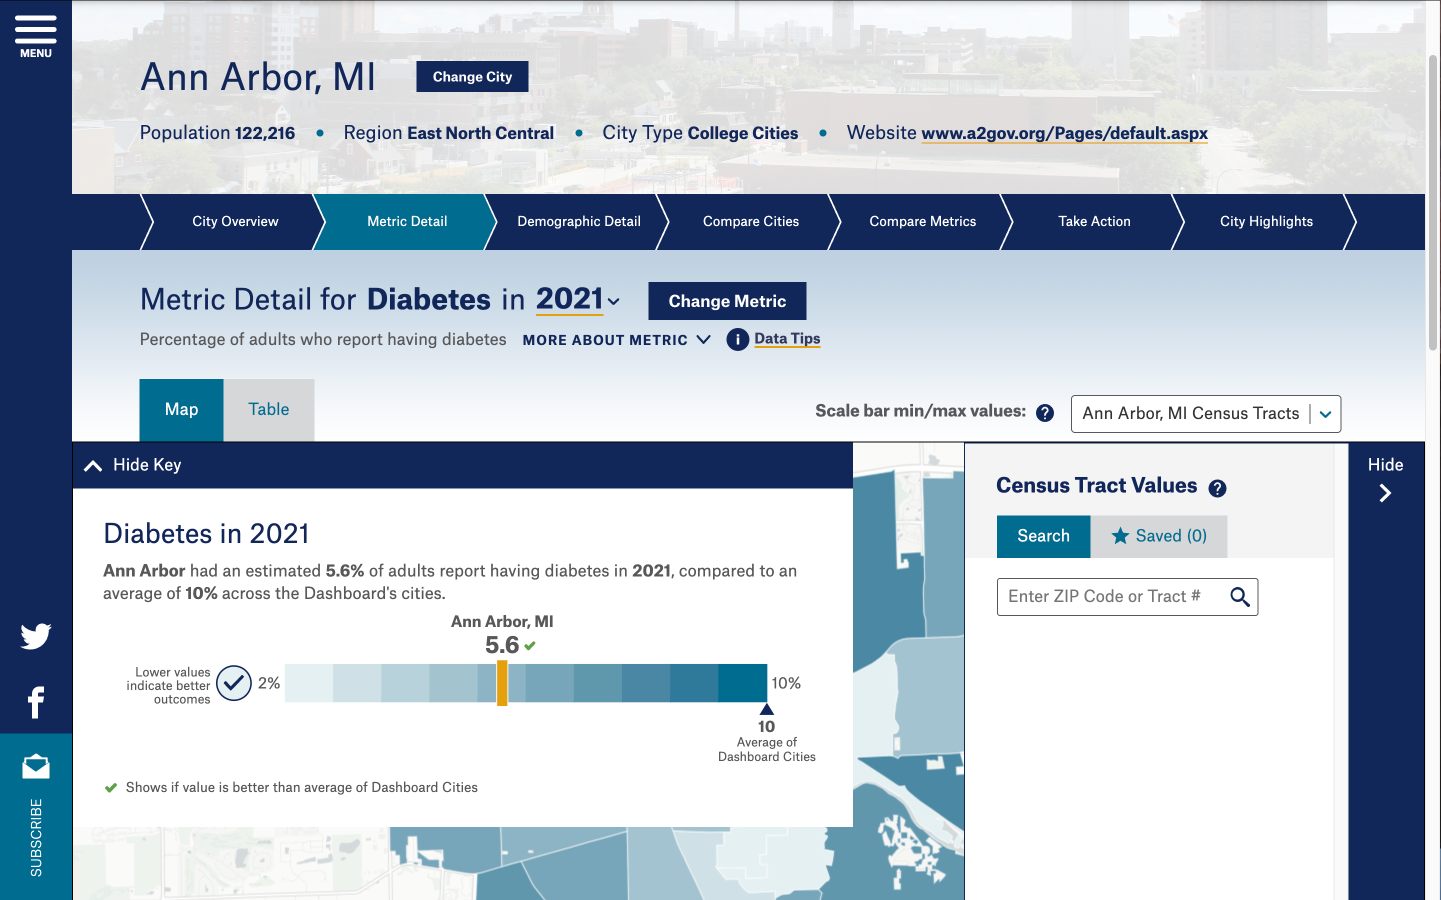 MENU
Ann Arbor, MI
Change City
Population 122,216 • Region East North Central • City Type College Cities • Website www.a2gov.org/Pages/default.aspx
City Overview
Metric Detail
Demographic Detail
Compare Cities
Compare Metrics
Take Action
City Highlights
Metric Detail for Diabetes in 2021
Change Metric
Percentage of adults who report having diabetes
MORE ABOUT METRIC
i
Data Tips
Map
Table
Scale bar min/max values: ?
Ann Arbor, MI Census Tracts
Hide Key
Diabetes in 2021
Ann Arbor had an estimated 5.6% of adults report having diabetes in 2021, compared to an
average of 10% across the Dashboard's cities.
Ann Arbor, MI
5.6
Lower values
indicate better
outcomes
2%
10%
10
Average of
Dashboard Cities
Shows if value is better than average of Dashboard Cities
Census Tract Values ?
Search
Saved (0)
Enter ZIP Code or Tract #
Hide
SUBSCRIBE